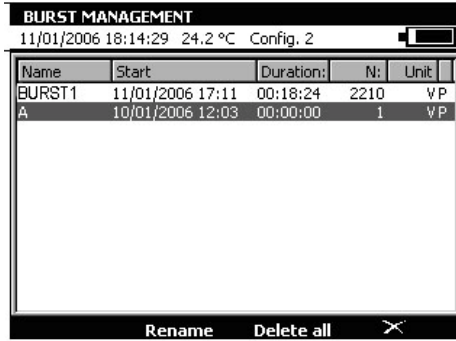 BURST MANAGEMENT
11/01/2006 18:14:29 24.2 °C Config. 2
Name Start Duration: N: Unit
BURST1 11/01/2006 17:11 00:18:24 2210 V P
A 10/01/2006 12:03 00:00:00 1 V P
Rename Delete all